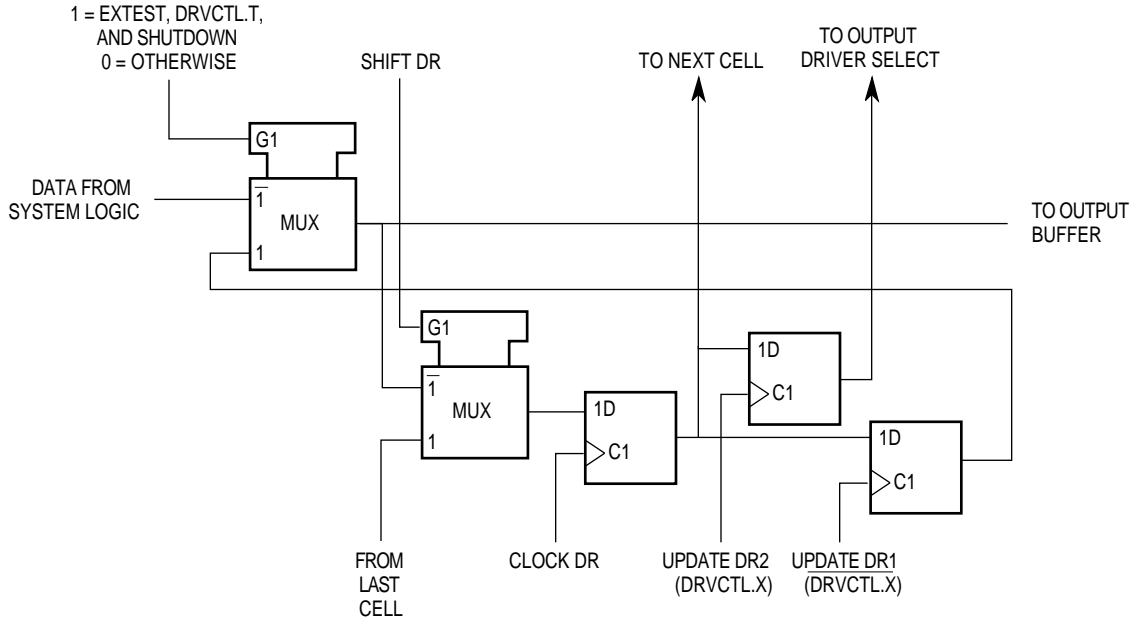 1 = EXTEST, DRVCTL.T,
AND SHUTDOWN
0 = OTHERWISE
SHIFT DR
TO NEXT CELL
TO OUTPUT
DRIVER SELECT
G1
DATA FROM
SYSTEM LOGIC
1̅
MUX
1
TO OUTPUT
BUFFER
G1
1̅
MUX
1
1D
C1
1D
C1
1D
C1
FROM
LAST
CELL
CLOCK DR
UPDATE DR2
(DRVCTL.X)
UPDATE DR1
(D̅R̅V̅C̅T̅L̅.̅X̅)